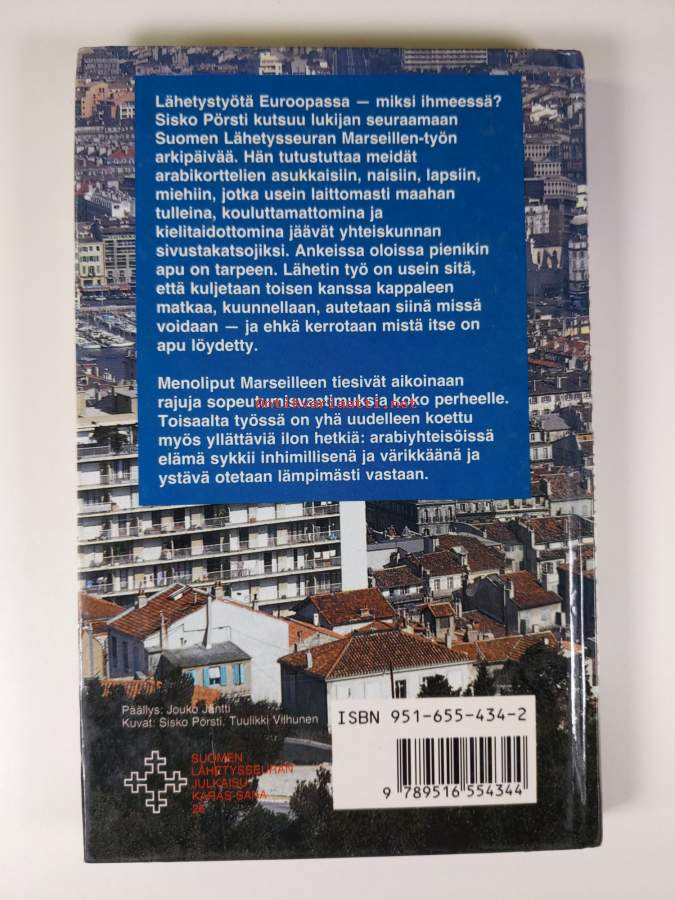 Lähetystyötä Euroopassa — miksi ihmeessä?
Sisko Pörsti kutsuu lukijan seuraamaan
Suomen Lähetysseuran Marseillen-työn
arkipäivää. Hän tutustuttaa meidät
arabikorttelien asukkaisiin, naisiin, lapsiin,
miehiin, jotka usein laittomasti maahan
tulleina, kouluttamattomina ja
kielitaidottomina jäävät yhteiskunnan
sivustakatsojiksi. Ankeissa oloissa pienikin
apu on tarpeen. Lähetin työ on usein sitä,
että kuljetaan toisen kanssa kappaleen
matkaa, kuunnellaan, autetaan siinä missä
voidaan — ja ehkä kerrotaan mistä itse on
apu löydetty.
Menoliput Marseilleen tiesivät aikoinaan
rajuja sopeutumisvaatimuksia koko perheelle.
Toisaalta työssä on yhä uudelleen koettu
myös yllättäviä ilon hetkiä: arabiyhteisöissä
elämä sykkii inhimillisenä ja värikkäänä ja
ystävä otetaan lämpimästi vastaan.
antikvariaatti.net
Päällys: Jouko Jäntti
Kuvat: Sisko Pörsti, Tuulikki Vilhunen
SUOMEN
LÄHETYSSEURAN
JULKAISU
KARAS-SANA
ISBN 951-655-434-2
9 789516 554344